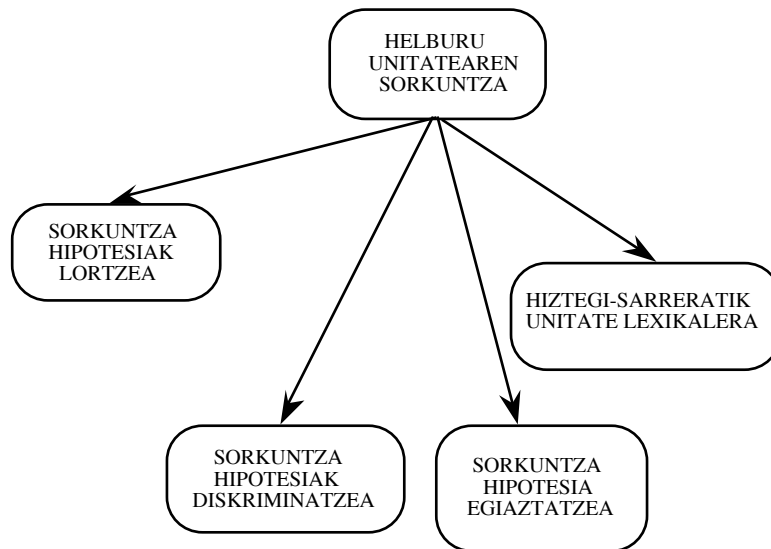 HELBURU
UNITATEAREN
SORKUNTZA
SORKUNTZA
HIPOTESIAK
LORTZEA
HIZTEGI-SARRERATIK
UNITATE LEXIKALERA
SORKUNTZA
HIPOTESIAK
DISKRIMINATZEA
SORKUNTZA
HIPOTESIA
EGIAZTATZEA